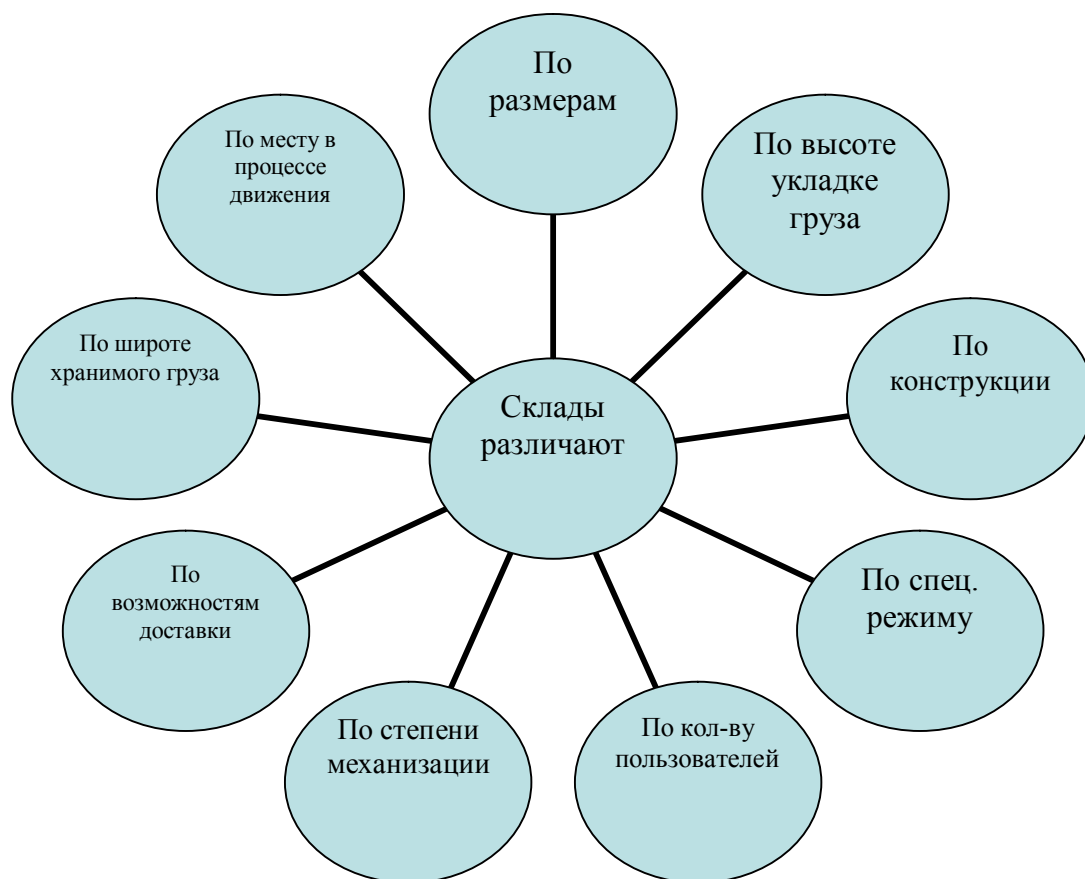 По
размерам
По высоте
укладке
груза
По
конструкции
По спец.
режиму
По кол-ву
пользователей
По степени
механизации
По
возможностям
доставки
По широте
хранимого груза
По месту в
процессе
движения
Склады
различают